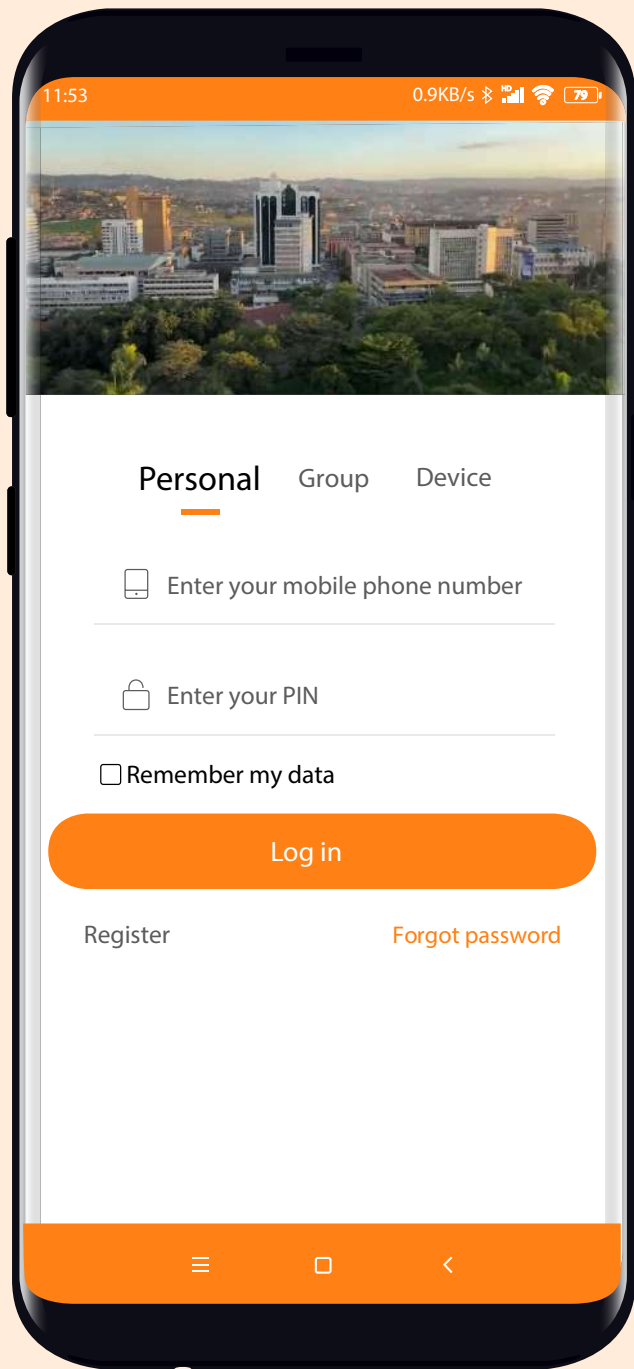 11:53 0.9KB/s HD 79
Personal Group Device
Enter your mobile phone number
Enter your PIN
Remember my data
Log in
Register Forgot password